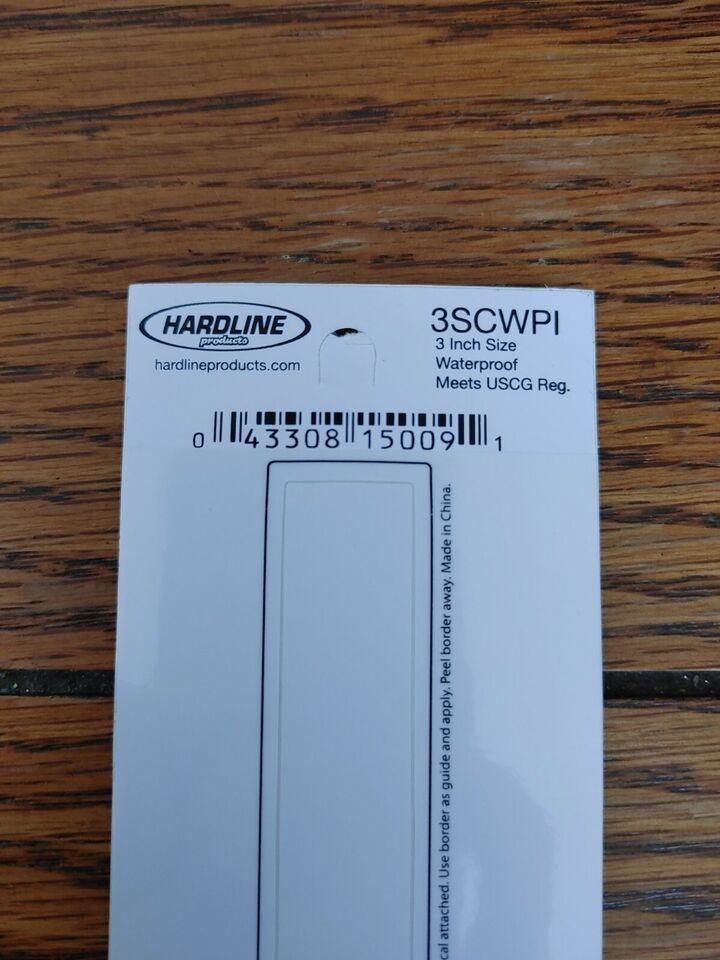 HARDLINE
products
hardlineproducts.com
3SCWPI
3 Inch Size
Waterproof
Meets USCG Reg.
0 43308 15009 1
cal attached. Use border as guide and apply. Peel border away. Made in China.